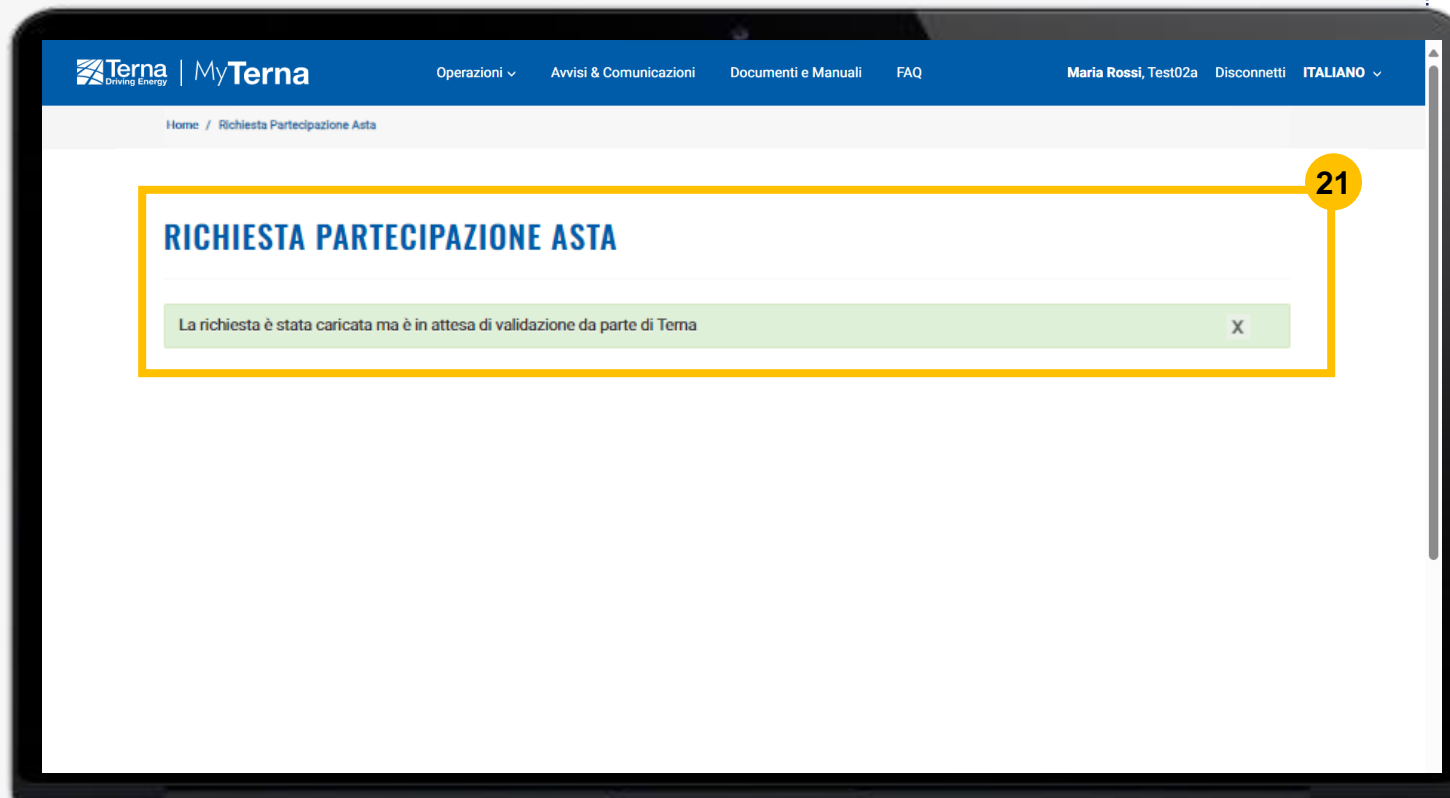 Terna
Driving Energy
MyTerna
Operazioni
Avvisi & Comunicazioni
Documenti e Manuali
FAQ
Maria Rossi, Test02a
Disconnetti
ITALIANO
Home / Richiesta Partecipazione Asta
21
RICHIESTA PARTECIPAZIONE ASTA
La richiesta è stata caricata ma è in attesa di validazione da parte di Terna
X